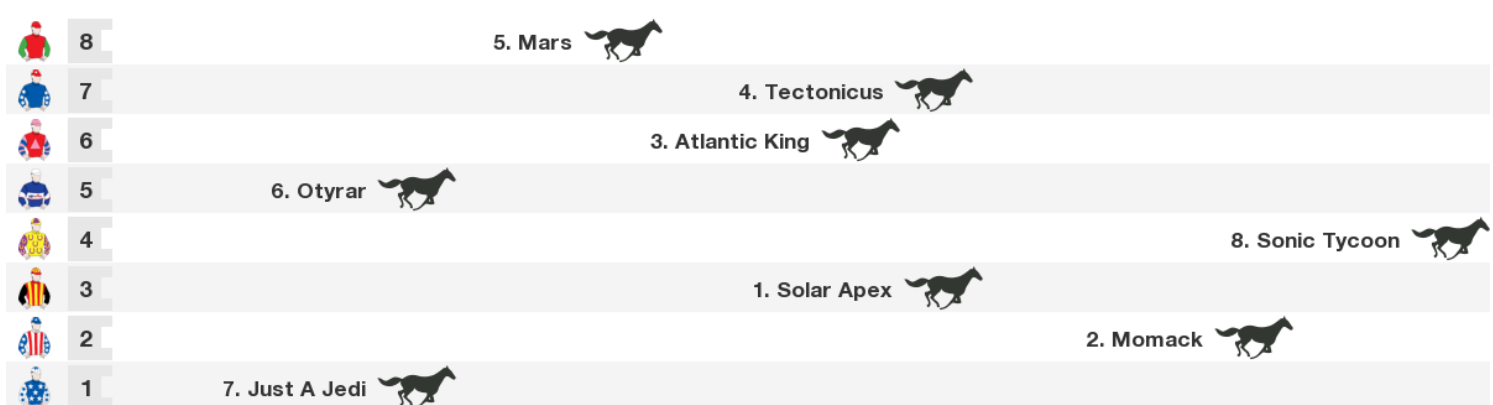 8 5. Mars
7 4. Tectonicus
6 3. Atlantic King
5 6. Otyrar
4 8. Sonic Tycoon
3 1. Solar Apex
2 2. Momack
1 7. Just A Jedi